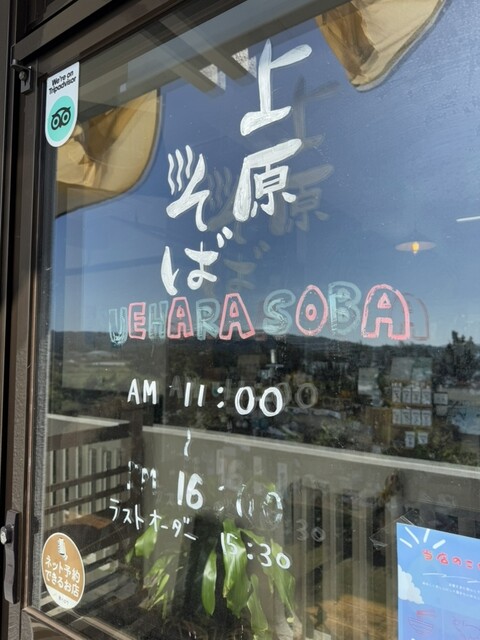 We're on
Tripadvisor
上原
そば
UEHARA SOBA
AM 11:00
~
PM 16:00
ラストオーダー 15:30
ネット予約
できるお店